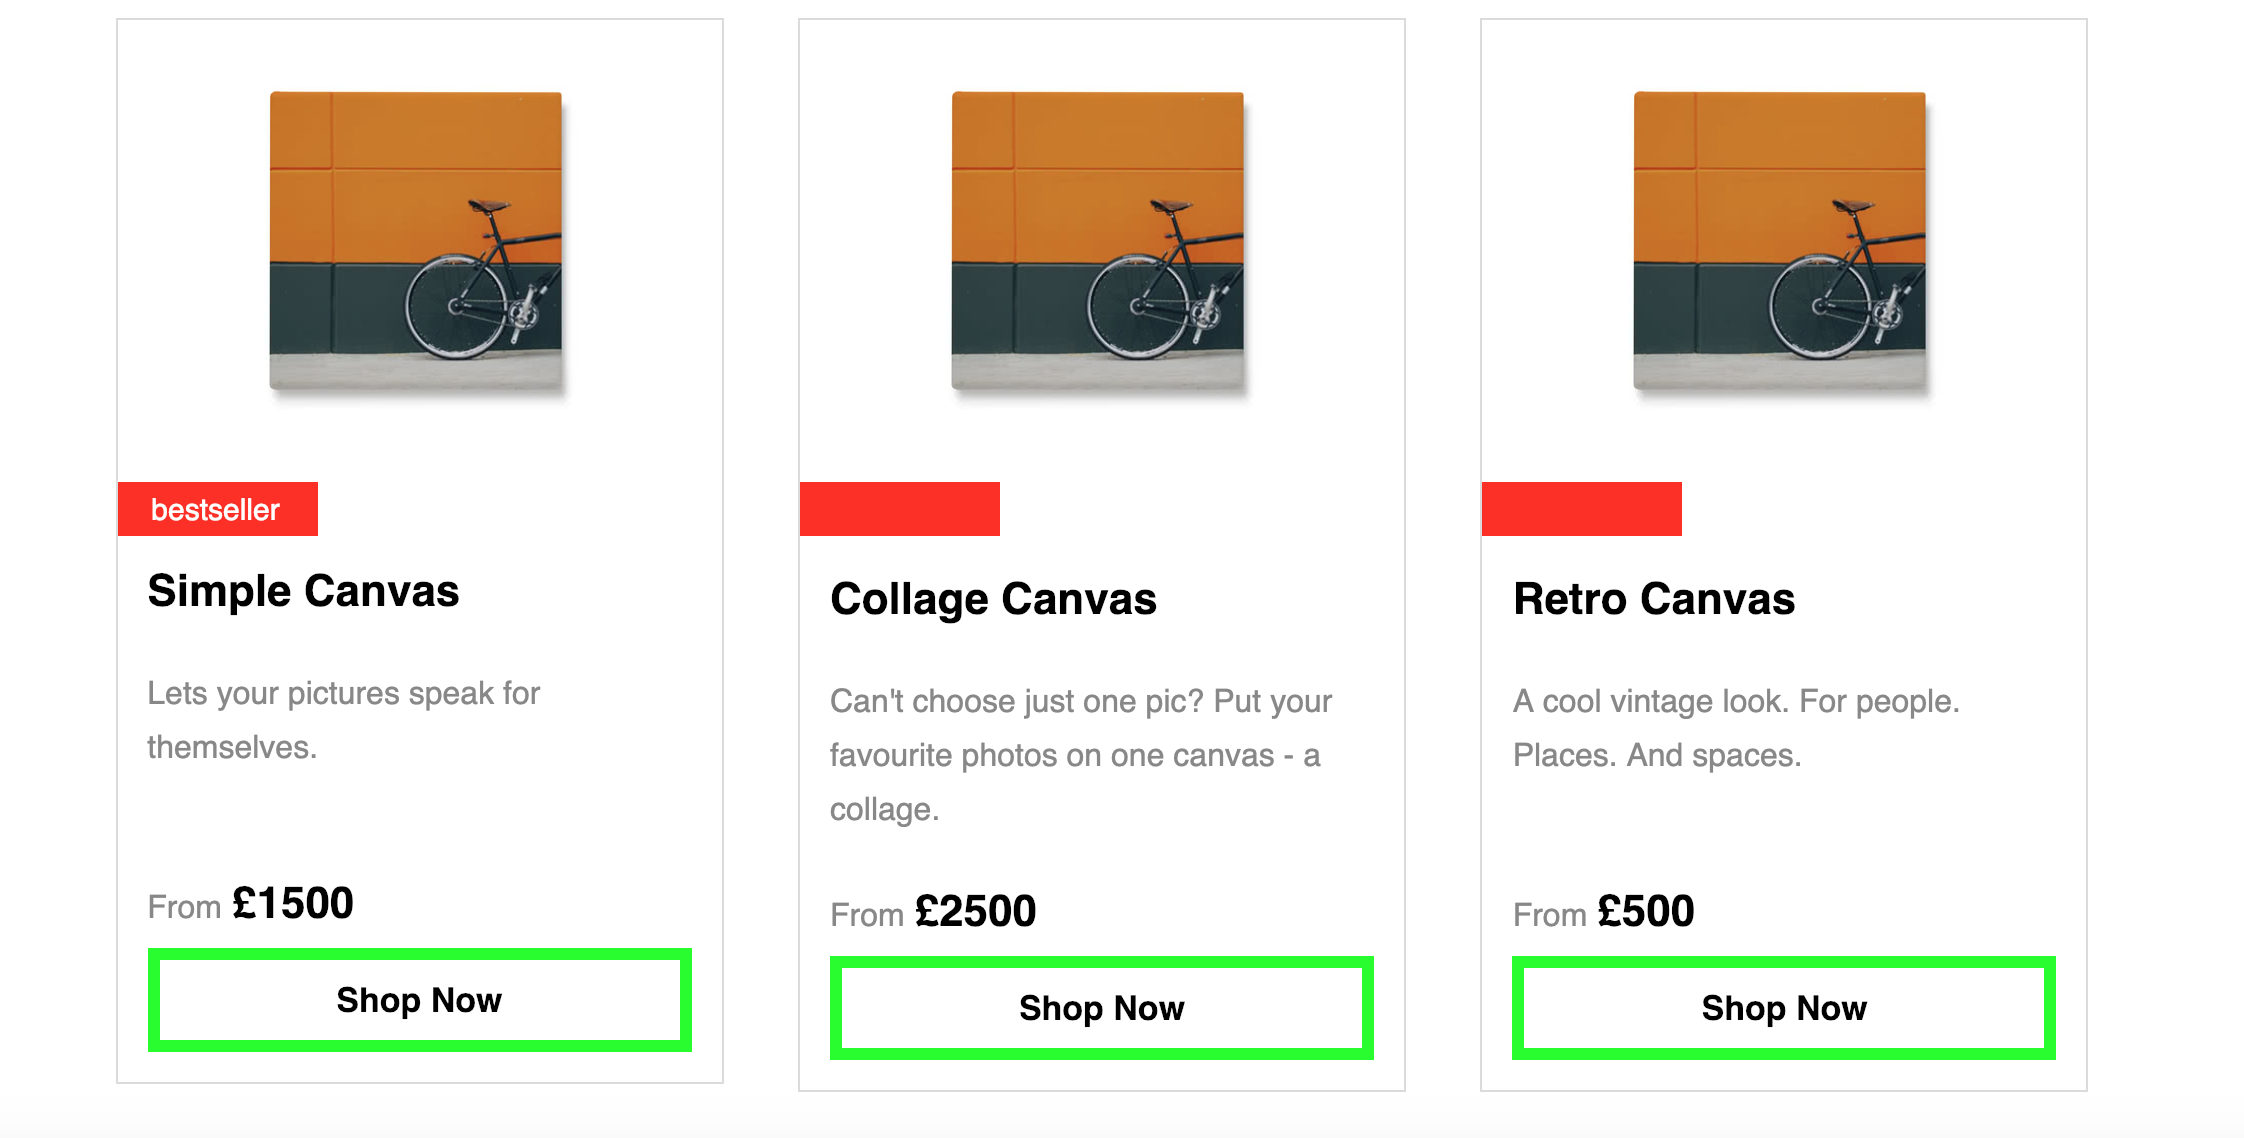 bestseller
Simple Canvas
Lets your pictures speak for
themselves.
From £1500
Shop Now
Collage Canvas
Can't choose just one pic? Put your
favourite photos on one canvas - a
collage.
From £2500
Shop Now
Retro Canvas
A cool vintage look. For people.
Places. And spaces.
From £500
Shop Now